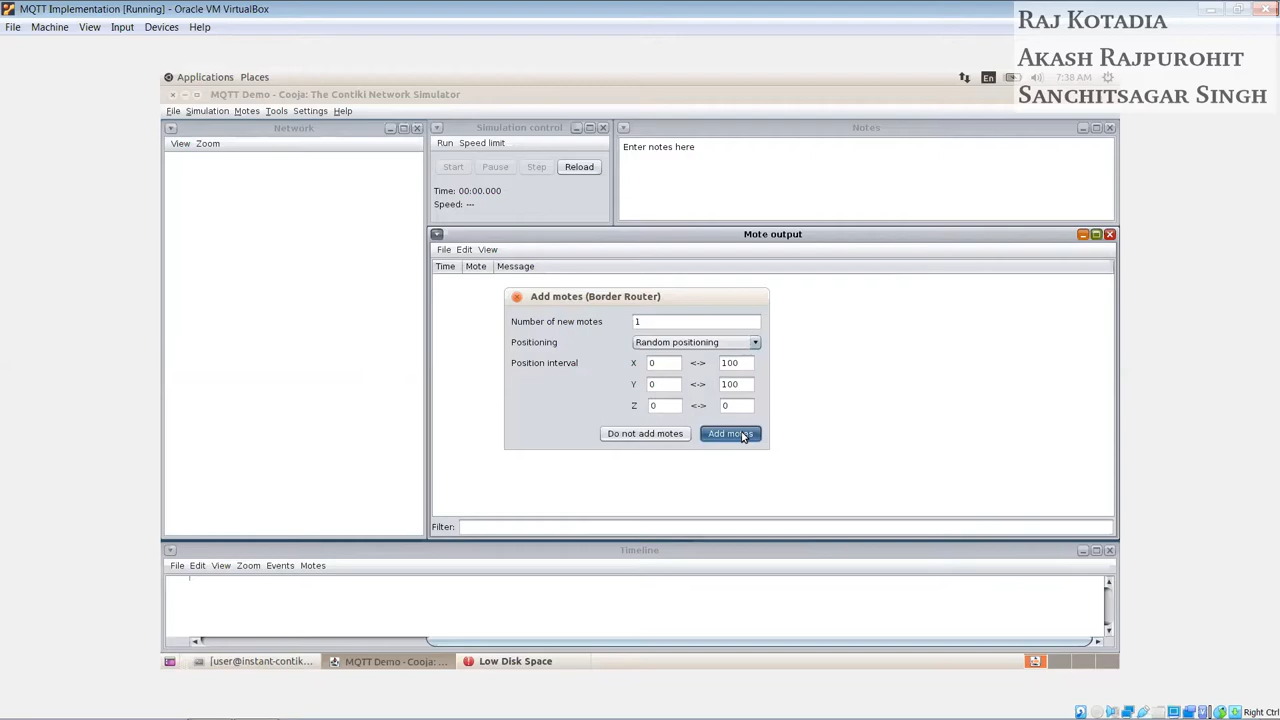 MQTT Implementation [Running] - Oracle VM VirtualBox
File Machine View Input Devices Help
RAJ KOTADIA
AKASH RAJPUROHIT
SANCHITSAGAR SINGH
Applications Places
En
7:38 AM
MQTT Demo - Cooja: The Contiki Network Simulator
File Simulation Motes Tools Settings Help
Network
View Zoom
Simulation control
Run Speed limit
Start Pause Step Reload
Time: 00:00.000
Speed: ---
Notes
Enter notes here
Mote output
File Edit View
Time Mote Message
Add motes (Border Router)
Number of new motes 1
Positioning Random positioning
Position interval X 0 <-> 100
Y 0 <-> 100
Z 0 <-> 0
Do not add motes Add motes
Filter:
Timeline
File Edit View Zoom Events Motes
[user@instant-contik... MQTT Demo - Cooja: ... Low Disk Space
Right Ctrl